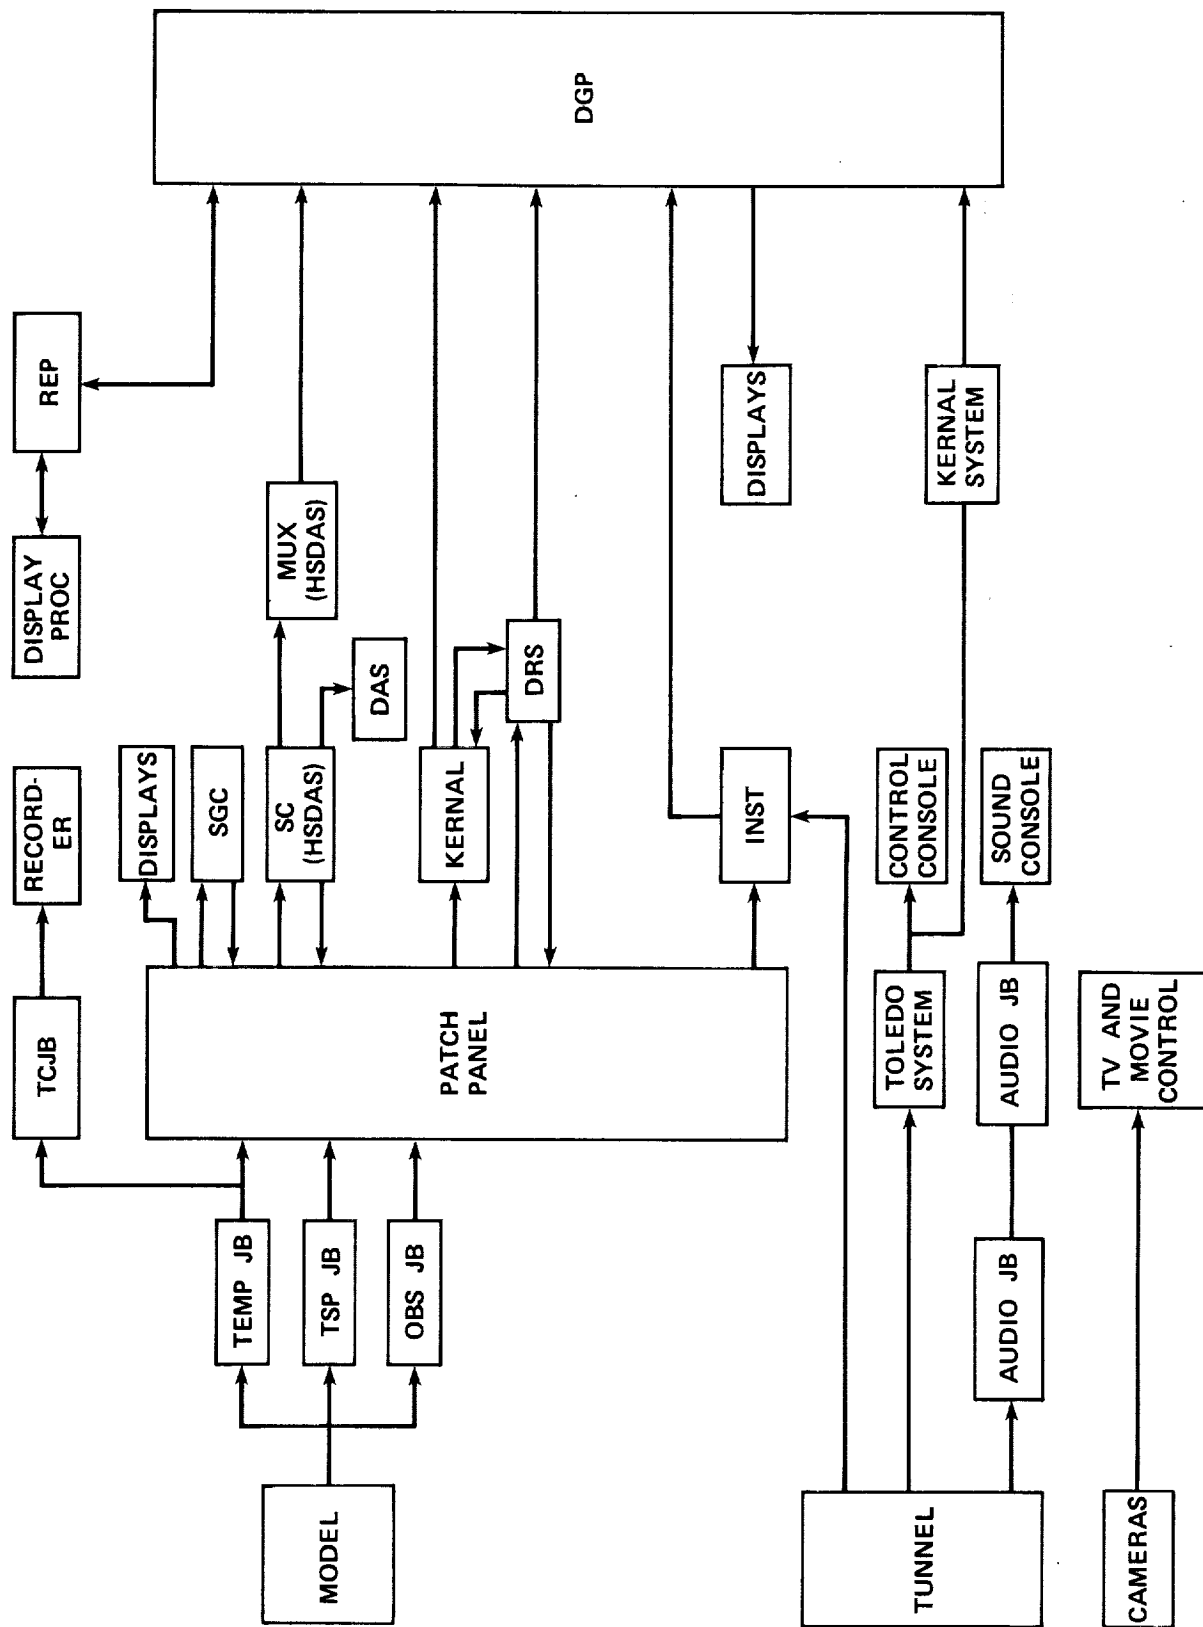 MODEL
TEMP JB
TSP JB
OBS JB
TCJB
RECORD-
ER
PATCH
PANEL
DISPLAYS
SGC
SC
(HSDAS)
DAS
MUX
(HSDAS)
KERNAL
DRS
INST
DISPLAY
PROC
REP
DGP
DISPLAYS
TUNNEL
TOLEDO
SYSTEM
CONTROL
CONSOLE
KERNAL
SYSTEM
AUDIO JB
AUDIO JB
SOUND
CONSOLE
CAMERAS
TV AND
MOVIE
CONTROL